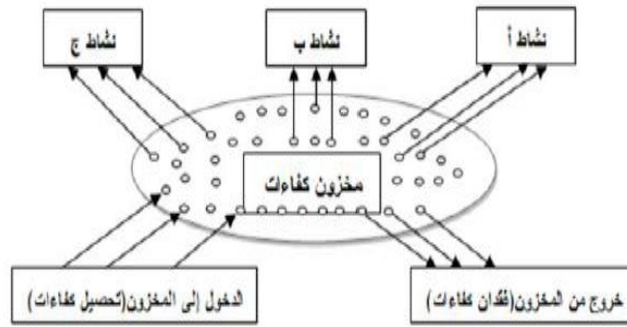 نشاط أ
نشاط ب
نشاط ج
مخزون كفاءات
خروج من المخزون(فقدان كفاءات)
الدخول إلى المخزون(تحصيل كفاءات)